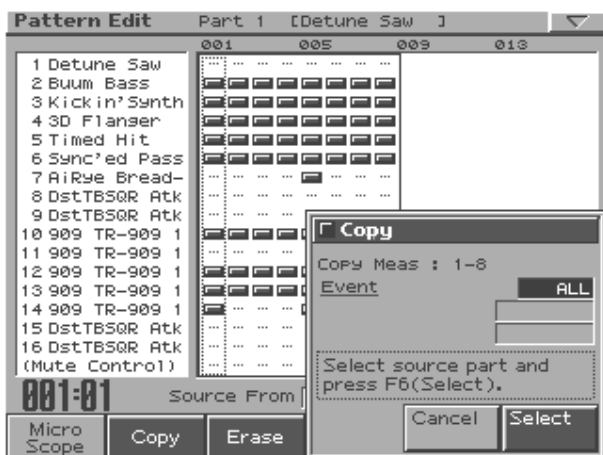 Pattern Edit Part 1 [Detune Saw ]
001 005 009 013
1 Detune Saw
2 Buum Bass
3 Kickin'Synth
4 3D Flanger
5 Timed Hit
6 Sync'ed Pass
7 AiRye Bread-
8 DstTBSQR Atk
9 DstTBSQR Atk
10 909 TR-909 1
11 909 TR-909 1
12 909 TR-909 1
13 909 TR-909 1
14 909 TR-909 1
15 DstTBSQR Atk
16 DstTBSQR Atk
(Mute Control)
001:01 Source From
Micro Scope
Copy
Erase
Copy
Copy Meas : 1-8
Event ALL
Select source part and
press F6(Select).
Cancel Select